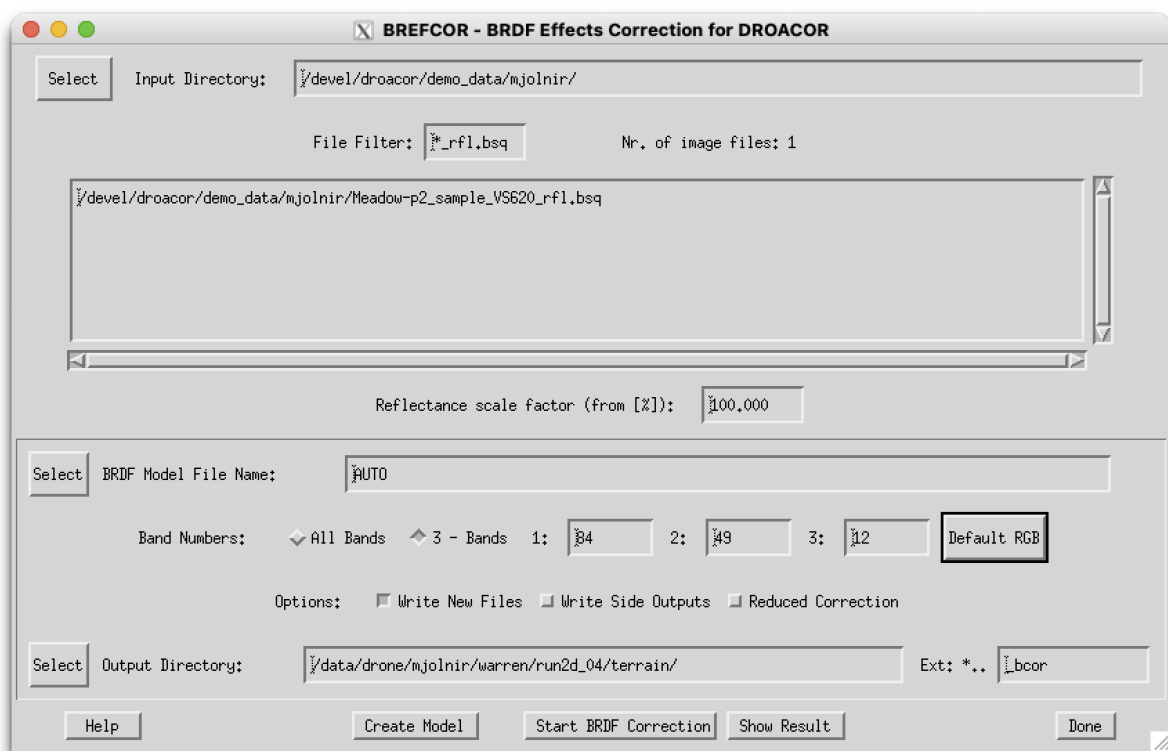 BREFCOR - BRDF Effects Correction for DROACOR
Select Input Directory: /devel/droacor/demo_data/mjolnir/
File Filter: *_rfl.bsq Nr. of image files: 1
/devel/droacor/demo_data/mjolnir/Meadow-p2_sample_VS620_rfl.bsq
Reflectance scale factor (from [%]): 100.000
Select BRDF Model File Name: AUTO
Band Numbers: All Bands 3 - Bands 1: 84 2: 49 3: 12 Default RGB
Options: Write New Files Write Side Outputs Reduced Correction
Select Output Directory: /data/drone/mjolnir/warren/run2d_04/terrain/ Ext: *.. _bcor
Help Create Model Start BRDF Correction Show Result Done